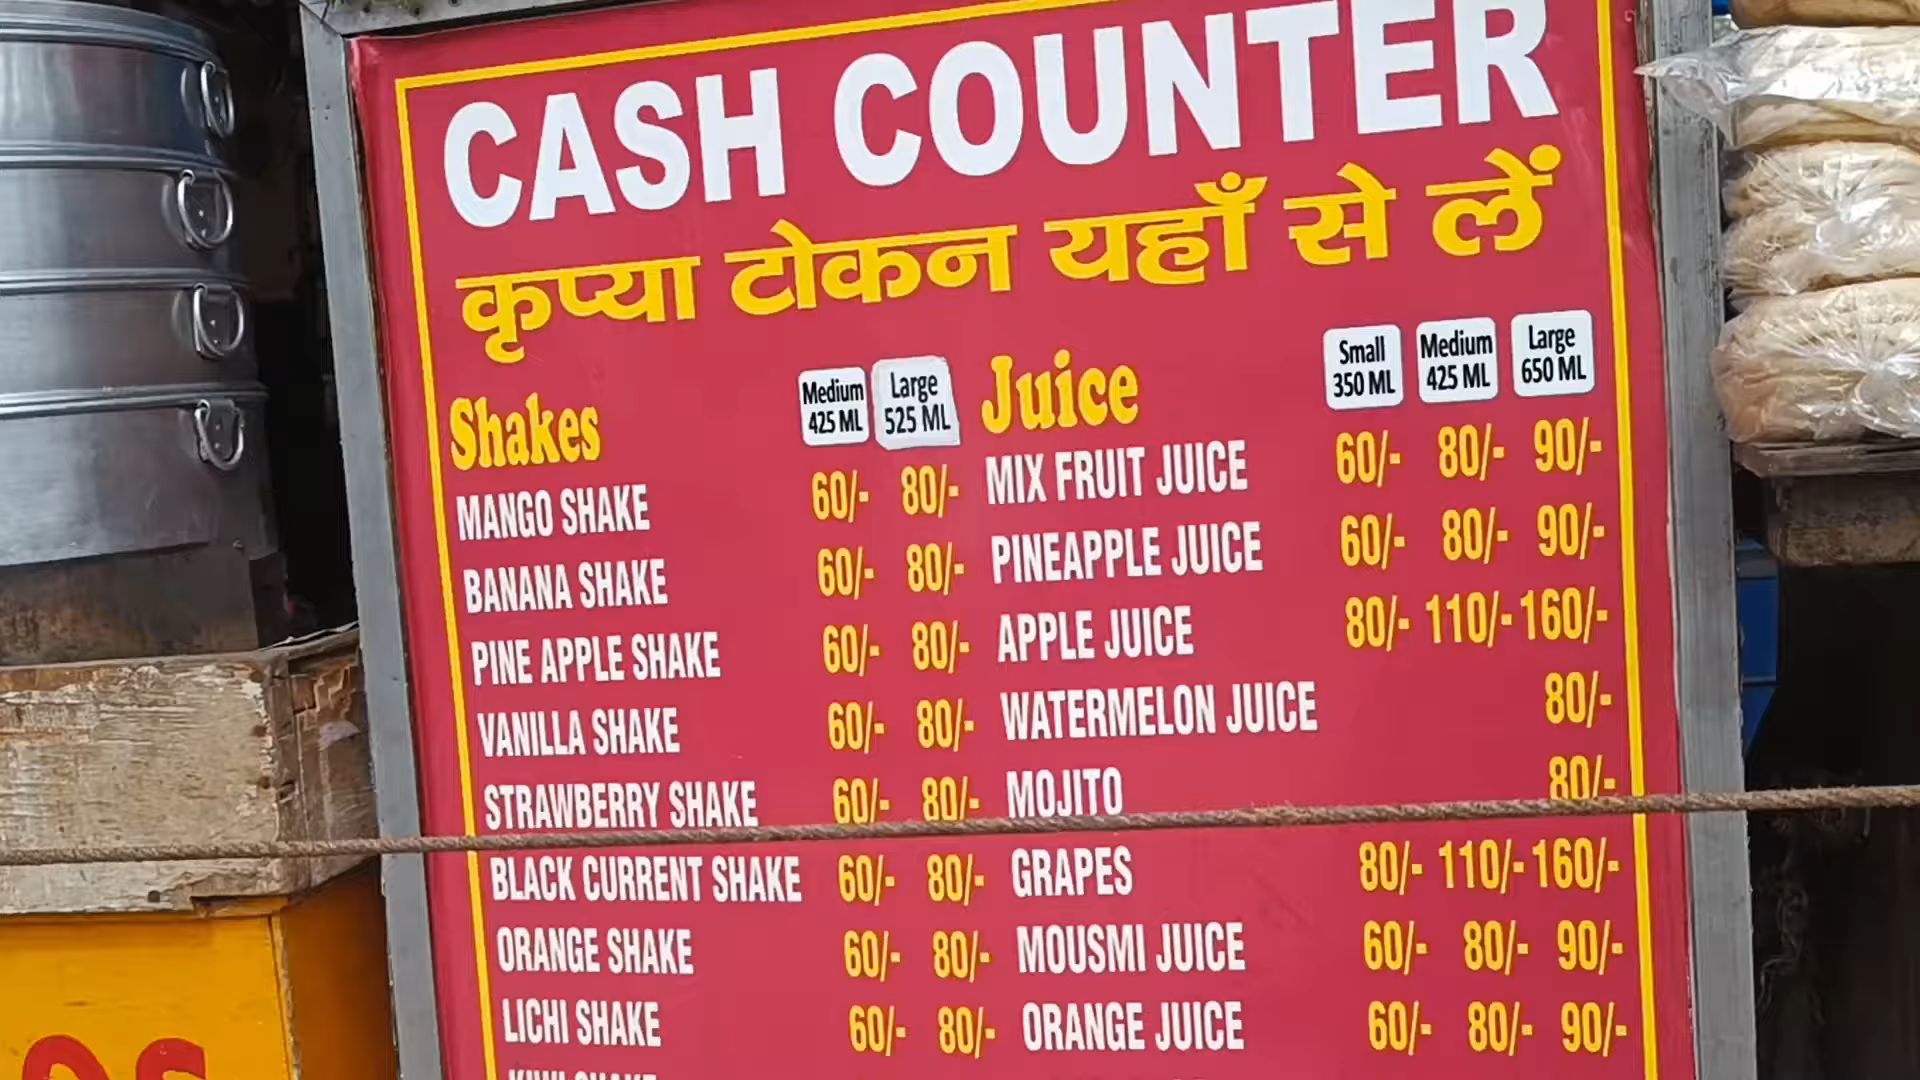 CASH COUNTER
कृप्या टोकन यहाँ से लें
Shakes Medium 425 ML Large 525 ML
MANGO SHAKE 60/- 80/-
BANANA SHAKE 60/- 80/-
PINE APPLE SHAKE 60/- 80/-
VANILLA SHAKE 60/- 80/-
STRAWBERRY SHAKE 60/- 80/-
BLACK CURRENT SHAKE 60/- 80/-
ORANGE SHAKE 60/- 80/-
LICHI SHAKE 60/- 80/-
Juice Small 350 ML Medium 425 ML Large 650 ML
MIX FRUIT JUICE 60/- 80/- 90/-
PINEAPPLE JUICE 60/- 80/- 90/-
APPLE JUICE 80/- 110/- 160/-
WATERMELON JUICE 80/-
MOJITO 80/-
GRAPES 80/- 110/- 160/-
MOUSMI JUICE 60/- 80/- 90/-
ORANGE JUICE 60/- 80/- 90/-